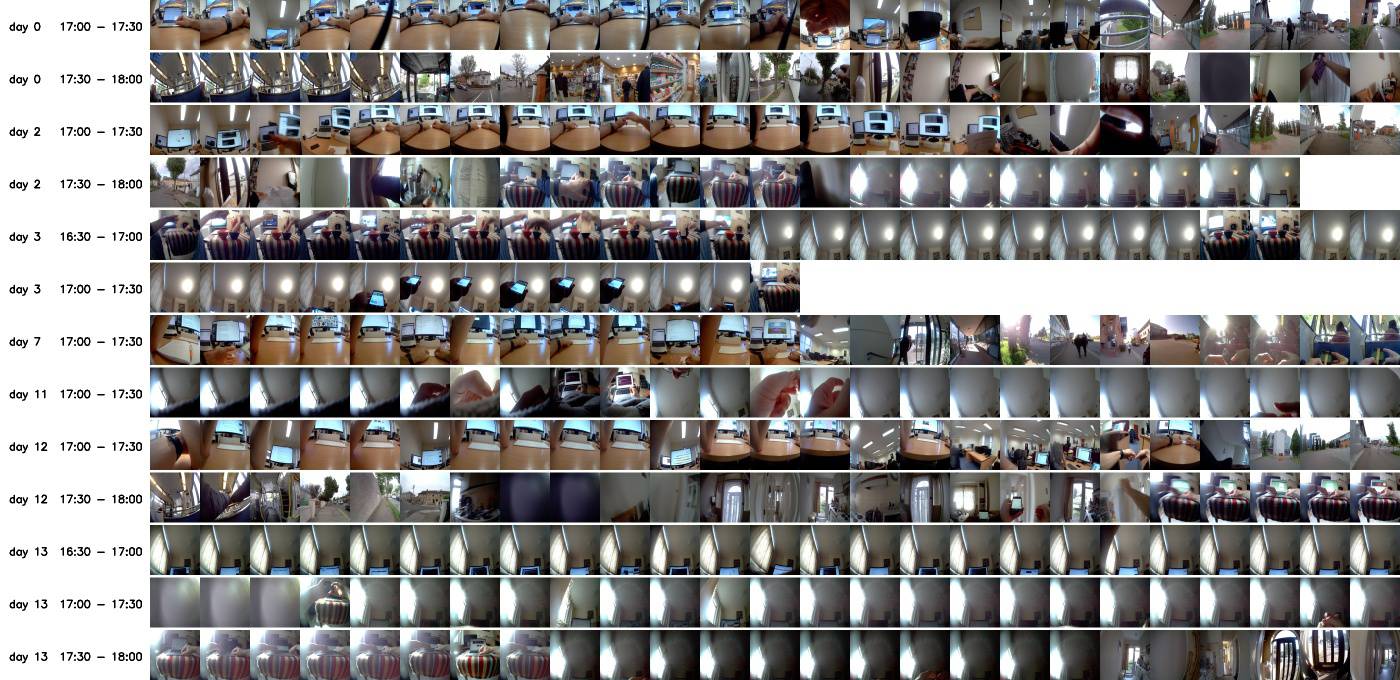 day 0 17:00 – 17:30
day 0 17:30 – 18:00
day 2 17:00 – 17:30
day 2 17:30 – 18:00
day 3 16:30 – 17:00
day 3 17:00 – 17:30
day 7 17:00 – 17:30
day 11 17:00 – 17:30
day 12 17:00 – 17:30
day 12 17:30 – 18:00
day 13 16:30 – 17:00
day 13 17:00 – 17:30
day 13 17:30 – 18:00